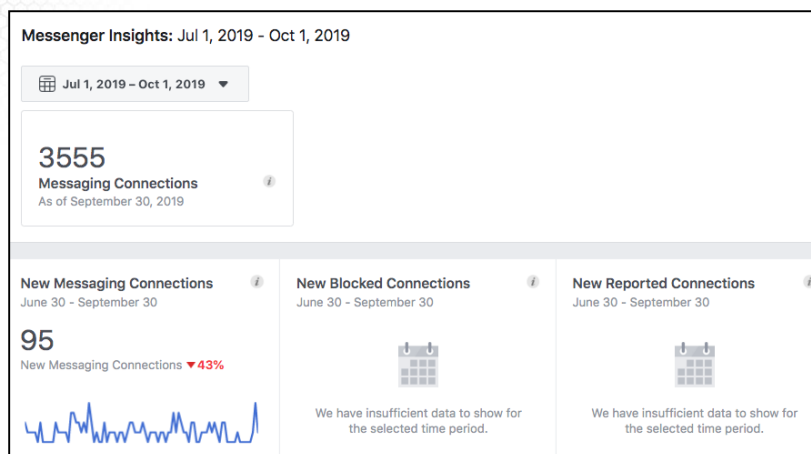 Messenger Insights: Jul 1, 2019 - Oct 1, 2019
Jul 1, 2019 – Oct 1, 2019
3555
Messaging Connections
As of September 30, 2019
New Messaging Connections
June 30 - September 30
95
New Messaging Connections ▼43%
New Blocked Connections
June 30 - September 30
We have insufficient data to show for
the selected time period.
New Reported Connections
June 30 - September 30
We have insufficient data to show for
the selected time period.